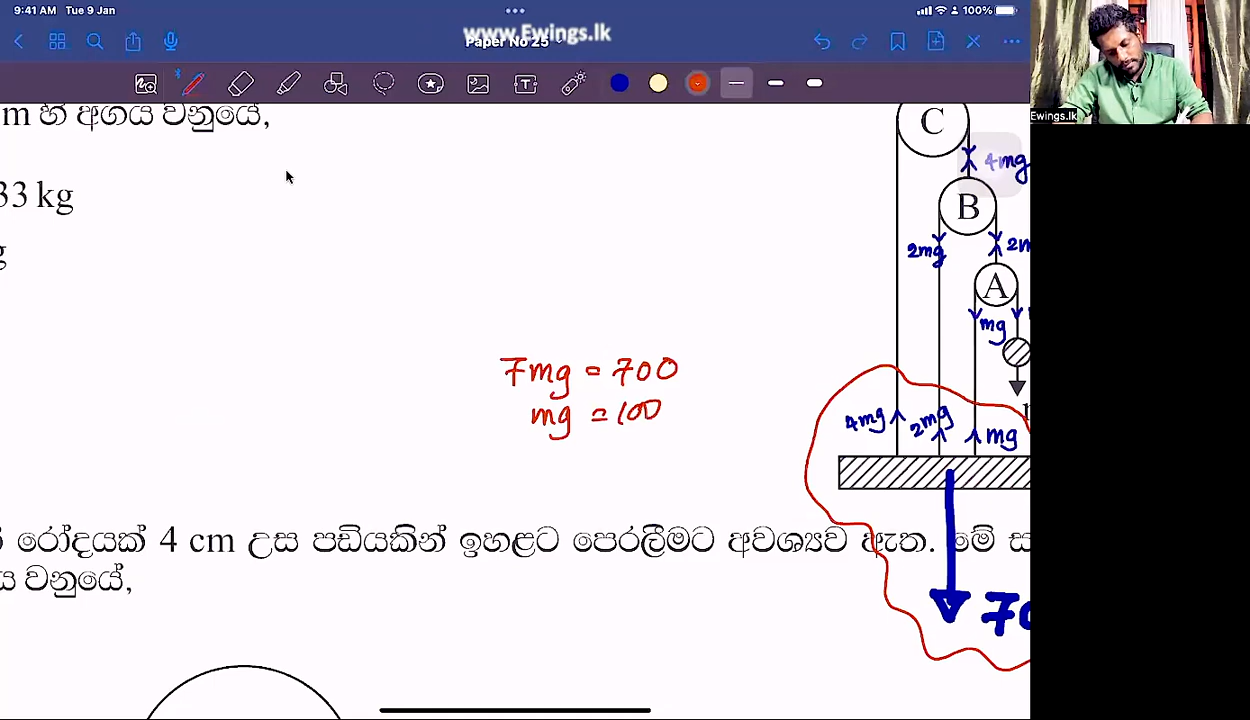 9:41 AM Tue 9 Jan
100%
www.Ewings.lk
Paper No 25
Ewings.lk
m හි අගය වනුයේ,
33 kg
g
C
4mg
B
2mg
2m
A
mg
7mg = 700
mg = 100
4mg
2mg
mg
රෝදයක් 4 cm උස පඩියකින් ඉහළට පෙරලීමට අවශ්‍යව ඇත. මේ ස
ය වනුයේ,
70